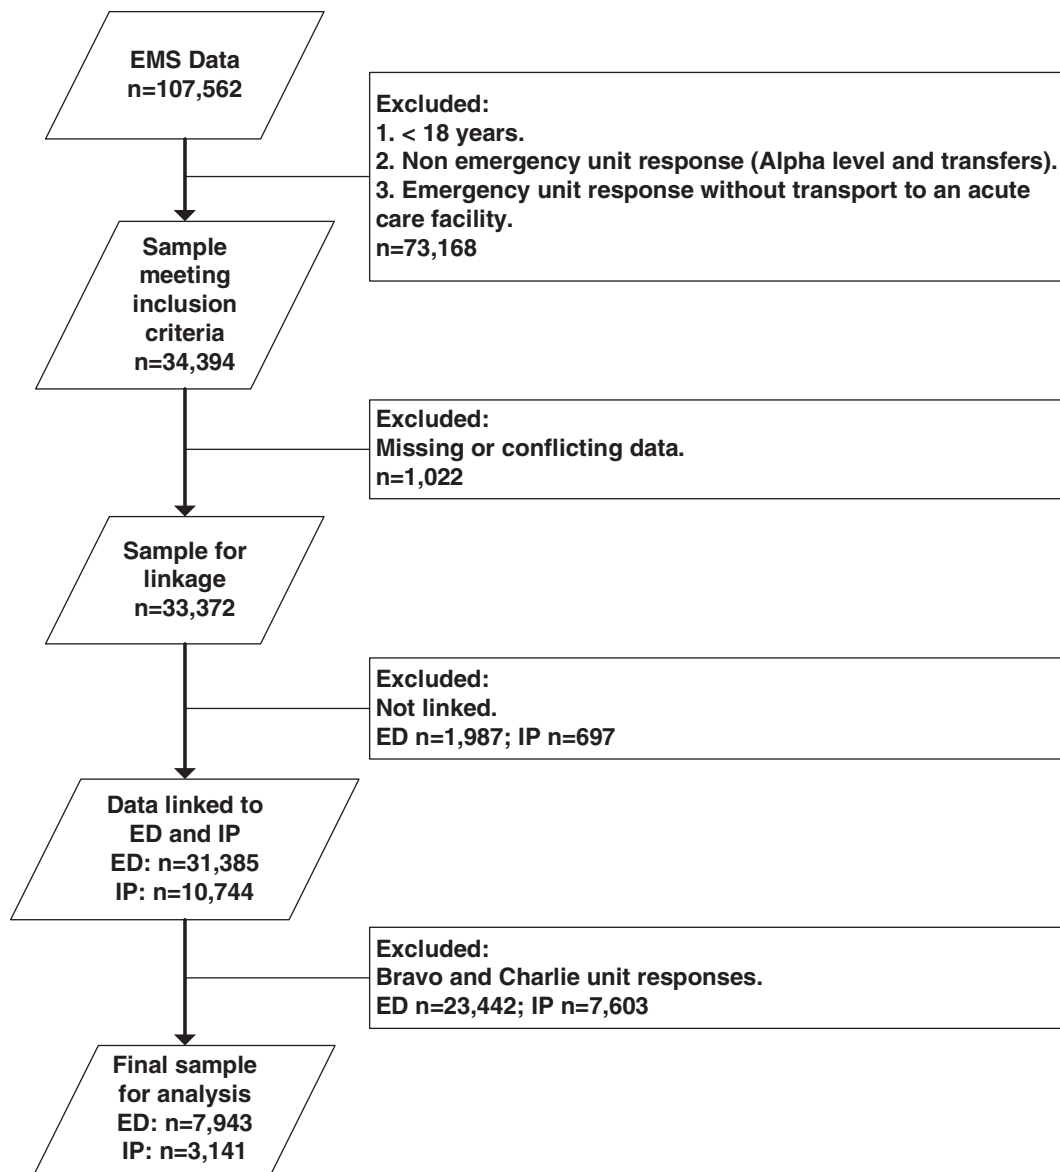 EMS Data
n=107,562
Excluded:
1. < 18 years.
2. Non emergency unit response (Alpha level and transfers).
3. Emergency unit response without transport to an acute
care facility.
n=73,168
Sample
meeting
inclusion
criteria
n=34,394
Excluded:
Missing or conflicting data.
n=1,022
Sample for
linkage
n=33,372
Excluded:
Not linked.
ED n=1,987; IP n=697
Data linked to
ED and IP
ED: n=31,385
IP: n=10,744
Excluded:
Bravo and Charlie unit responses.
ED n=23,442; IP n=7,603
Final sample
for analysis
ED: n=7,943
IP: n=3,141